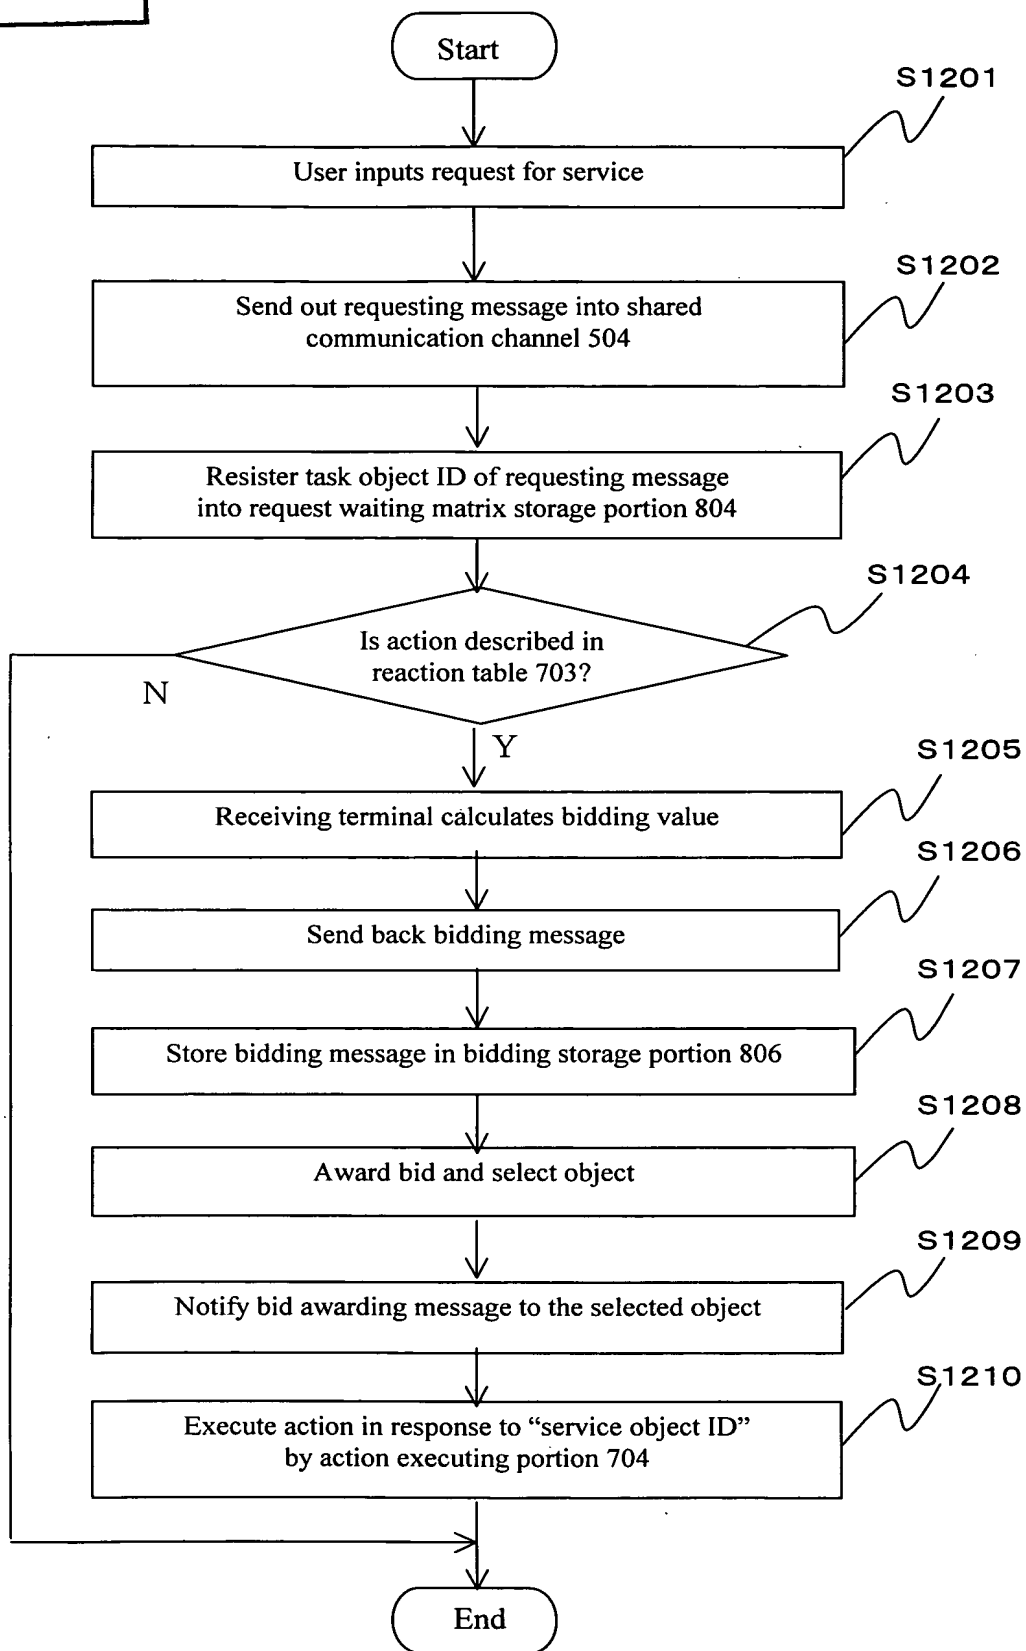 Start
S1201
User inputs request for service
S1202
Send out requesting message into shared
communication channel 504
S1203
Resister task object ID of requesting message
into request waiting matrix storage portion 804
S1204
Is action described in
reaction table 703?
N
Y
S1205
Receiving terminal calculates bidding value
S1206
Send back bidding message
S1207
Store bidding message in bidding storage portion 806
S1208
Award bid and select object
S1209
Notify bid awarding message to the selected object
S1210
Execute action in response to “service object ID”
by action executing portion 704
End